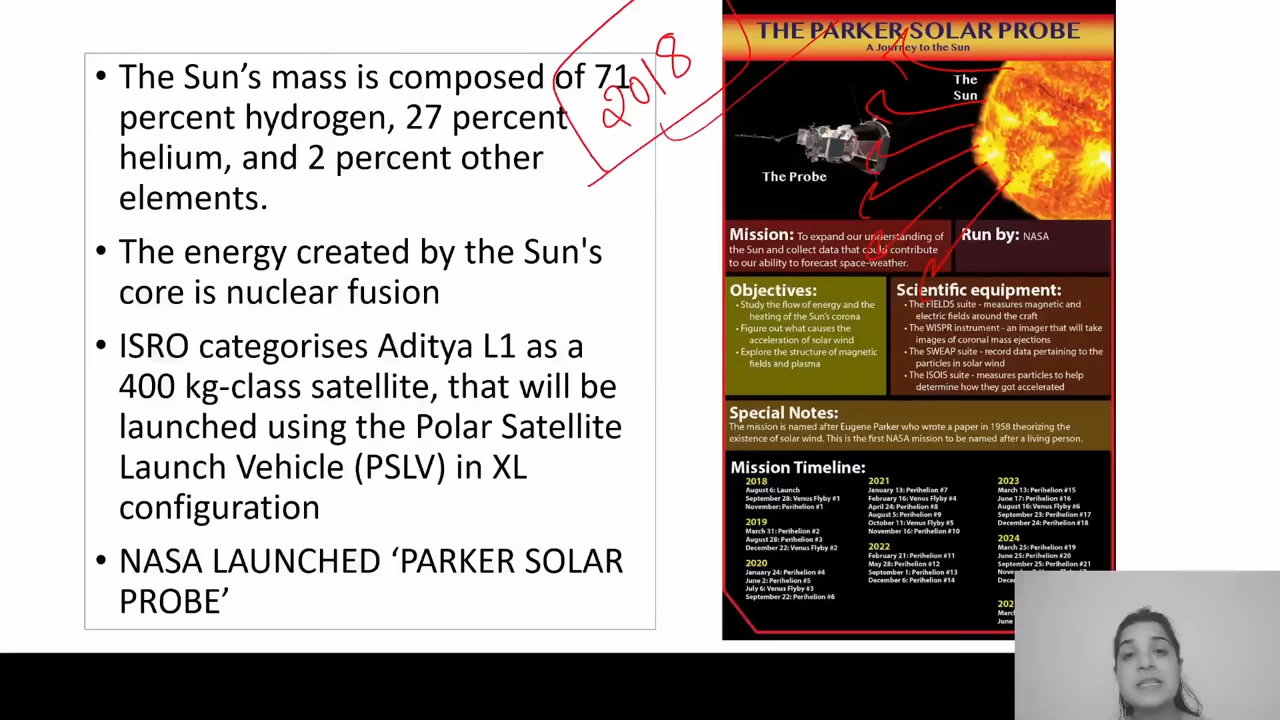 • The Sun's mass is composed of 71
percent hydrogen, 27 percent
helium, and 2 percent other
elements.
• The energy created by the Sun's
core is nuclear fusion
• ISRO categorises Aditya L1 as a
400 kg-class satellite, that will be
launched using the Polar Satellite
Launch Vehicle (PSLV) in XL
configuration
• NASA LAUNCHED ‘PARKER SOLAR
PROBE’
2018
THE PARKER SOLAR PROBE
A Journey to the Sun
The
Sun
The Probe
Mission: To expand our understanding of
the Sun and collect data that could contribute
to our ability to forecast space-weather.
Run by: NASA
Objectives:
• Study the flow of energy and the
heating of the Sun's corona
• Figure out what causes the
acceleration of solar wind
• Explore the structure of magnetic
fields and plasma
Scientific equipment:
• The FIELDS suite - measures magnetic and
electric fields around the craft
• The WISPR instrument - an imager that will take
images of coronal mass ejections
• The SWEAP suite - record data pertaining to the
particles in solar wind
• The ISOIS suite - measures particles to help
determine how they got accelerated
Special Notes:
The mission is named after Eugene Parker who wrote a paper in 1958 theorizing the
existence of solar wind. This is the first NASA mission to be named after a living person.
Mission Timeline:
2018
August 6: Launch
September 28: Venus Flyby #1
November: Perihelion #1
2019
March 31: Perihelion #2
August 28: Perihelion #3
December 22: Venus Flyby #2
2020
January 24: Perihelion #4
June 2: Perihelion #5
July 6: Venus Flyby #3
September 22: Perihelion #6
2021
January 13: Perihelion #7
February 16: Venus Flyby #4
April 24: Perihelion #8
August 5: Perihelion #9
October 11: Venus Flyby #5
November 16: Perihelion #10
2022
February 21: Perihelion #11
May 28: Perihelion #12
September 1: Perihelion #13
December 6: Perihelion #14
2023
March 13: Perihelion #15
June 17: Perihelion #16
August 16: Venus Flyby #6
September 23: Perihelion #17
December 24: Perihelion #18
2024
March 25: Perihelion #19
June 25: Perihelion #20
September 25: Perihelion #21
June